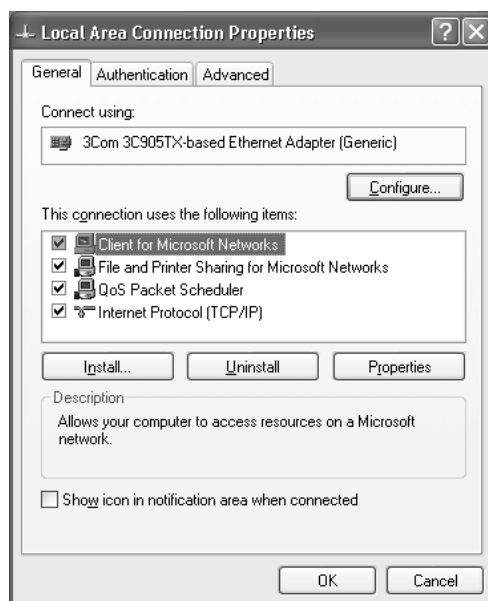 Local Area Connection Properties
General Authentication Advanced
Connect using:
3Com 3C905TX-based Ethernet Adapter (Generic)
Configure...
This connection uses the following items:
Client for Microsoft Networks
File and Printer Sharing for Microsoft Networks
QoS Packet Scheduler
Internet Protocol (TCP/IP)
Install... Uninstall Properties
Description
Allows your computer to access resources on a Microsoft
network.
Show icon in notification area when connected
OK Cancel